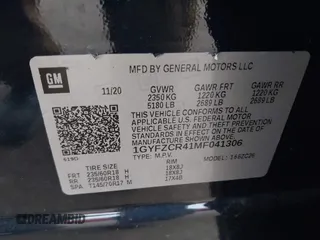 GM
MFD BY GENERAL MOTORS LLC
11/20
GVWR GAWR FRT GAWR RR
2350 KG 1220 KG 1220 KG
5180 LB 2689 LB 2689 LB
THIS VEHICLE CONFORMS TO ALL APPLICABLE U.S. FEDERAL MOTOR VEHICLE SAFETY, BUMPER, AND THEFT PREVENTION STANDARDS IN EFFECT ON THE DATE OF MANUFACTURE SHOWN ABOVE.
1GYFZCR41MF041306
TYPE: M.P.V. MODEL:
TIRE SIZE RIM
FRT 235/60R18 H 18X8J
RR 235/60R18 H 18X8J
SPA T145/70R17 M 17X4B
DREAMBID